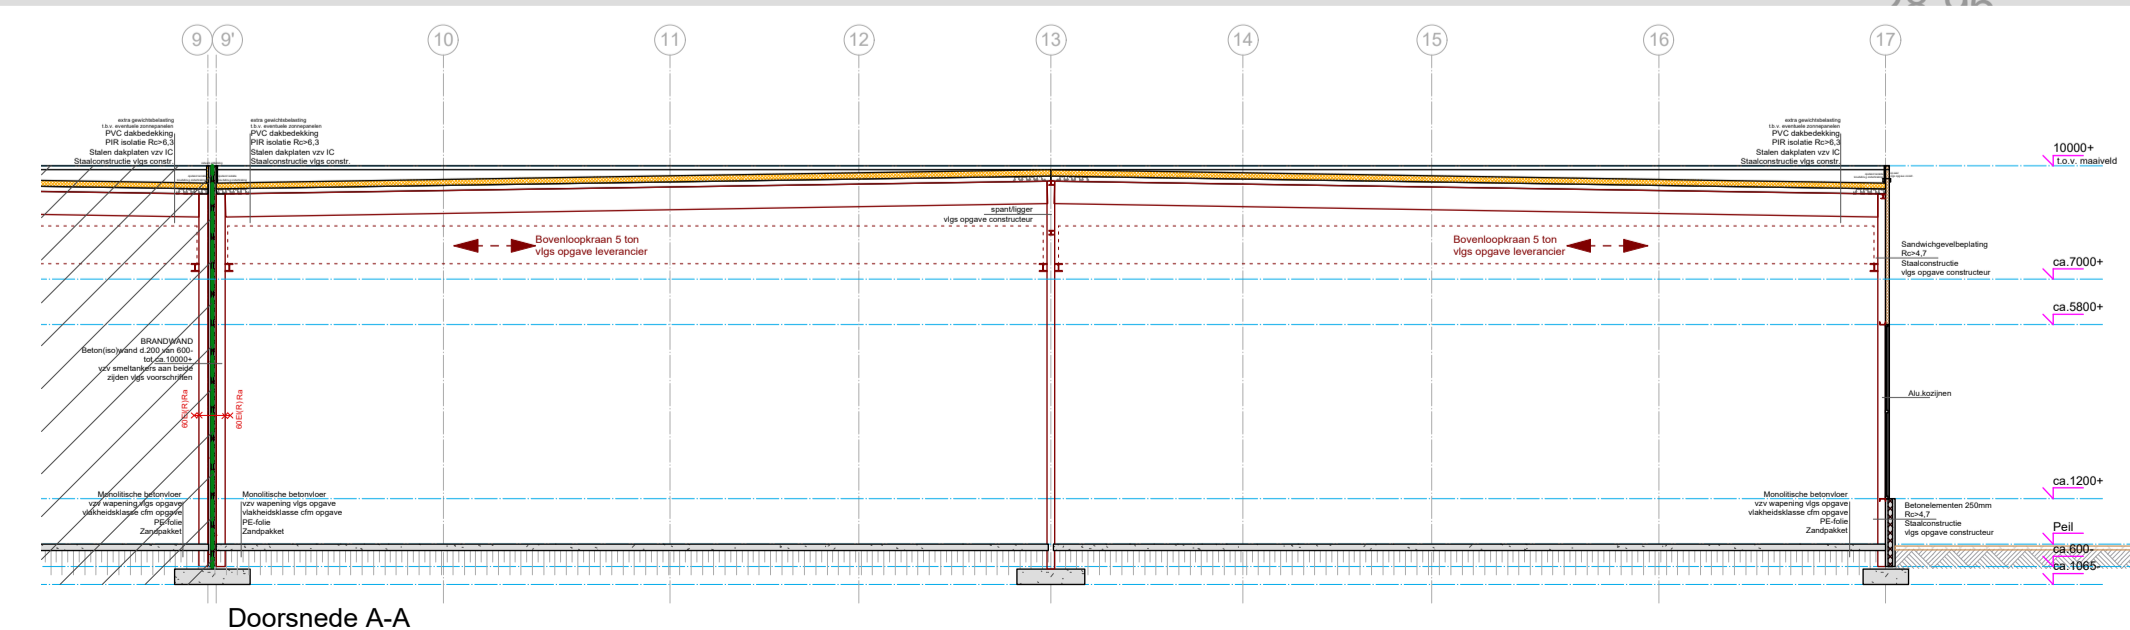 9
9'
10
11
12
13
14
15
16
17
extra gewichtsbelasting
t.b.v. eventuele zonnepanelen
PVC dakbedekking
PIR isolatie Rc>6,3
Stalen dakplaten vzv IC
Staalconstructie vlgs constr.
extra gewichtsbelasting
t.b.v. eventuele zonnepanelen
PVC dakbedekking
PIR isolatie Rc>6,3
Stalen dakplaten vzv IC
Staalconstructie vlgs constr.
extra gewichtsbelasting
t.b.v. eventuele zonnepanelen
PVC dakbedekking
PIR isolatie Rc>6,3
Stalen dakplaten vzv IC
Staalconstructie vlgs constr.
10000+
t.o.v. maaiveld
spant/ligger
vlgs opgave constructeur
Bovenloopkraan 5 ton
vlgs opgave leverancier
Bovenloopkraan 5 ton
vlgs opgave leverancier
Sandwichgevelbeplating
Rc>4,7
Staalconstructie
vlgs opgave constructeur
ca.7000+
ca.5800+
BRANDWAND
Beton(iso)wand d.200 van 600-
tot ca.10000+
vzv smeltankers aan beide
zijden vlgs voorschriften
60EI(R)Ra
60EI(R)Ra
Alu.kozijnen
Monolitische betonvloer
vzv wapening vlgs opgave
vlakheidsklasse cfm opgave
PE-folie
Zandpakket
Monolitische betonvloer
vzv wapening vlgs opgave
vlakheidsklasse cfm opgave
PE-folie
Zandpakket
Monolitische betonvloer
vzv wapening vlgs opgave
vlakheidsklasse cfm opgave
PE-folie
Zandpakket
ca.1200+
Betonelementen 250mm
Rc>4,7
Staalconstructie
vlgs opgave constructeur
Peil
ca.600-
ca.1065-
Doorsnede A-A